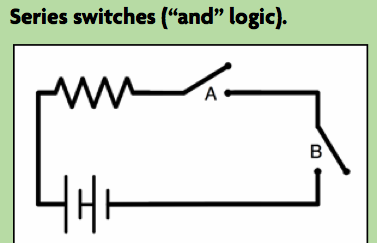 Series switches (“and” logic).
A
B